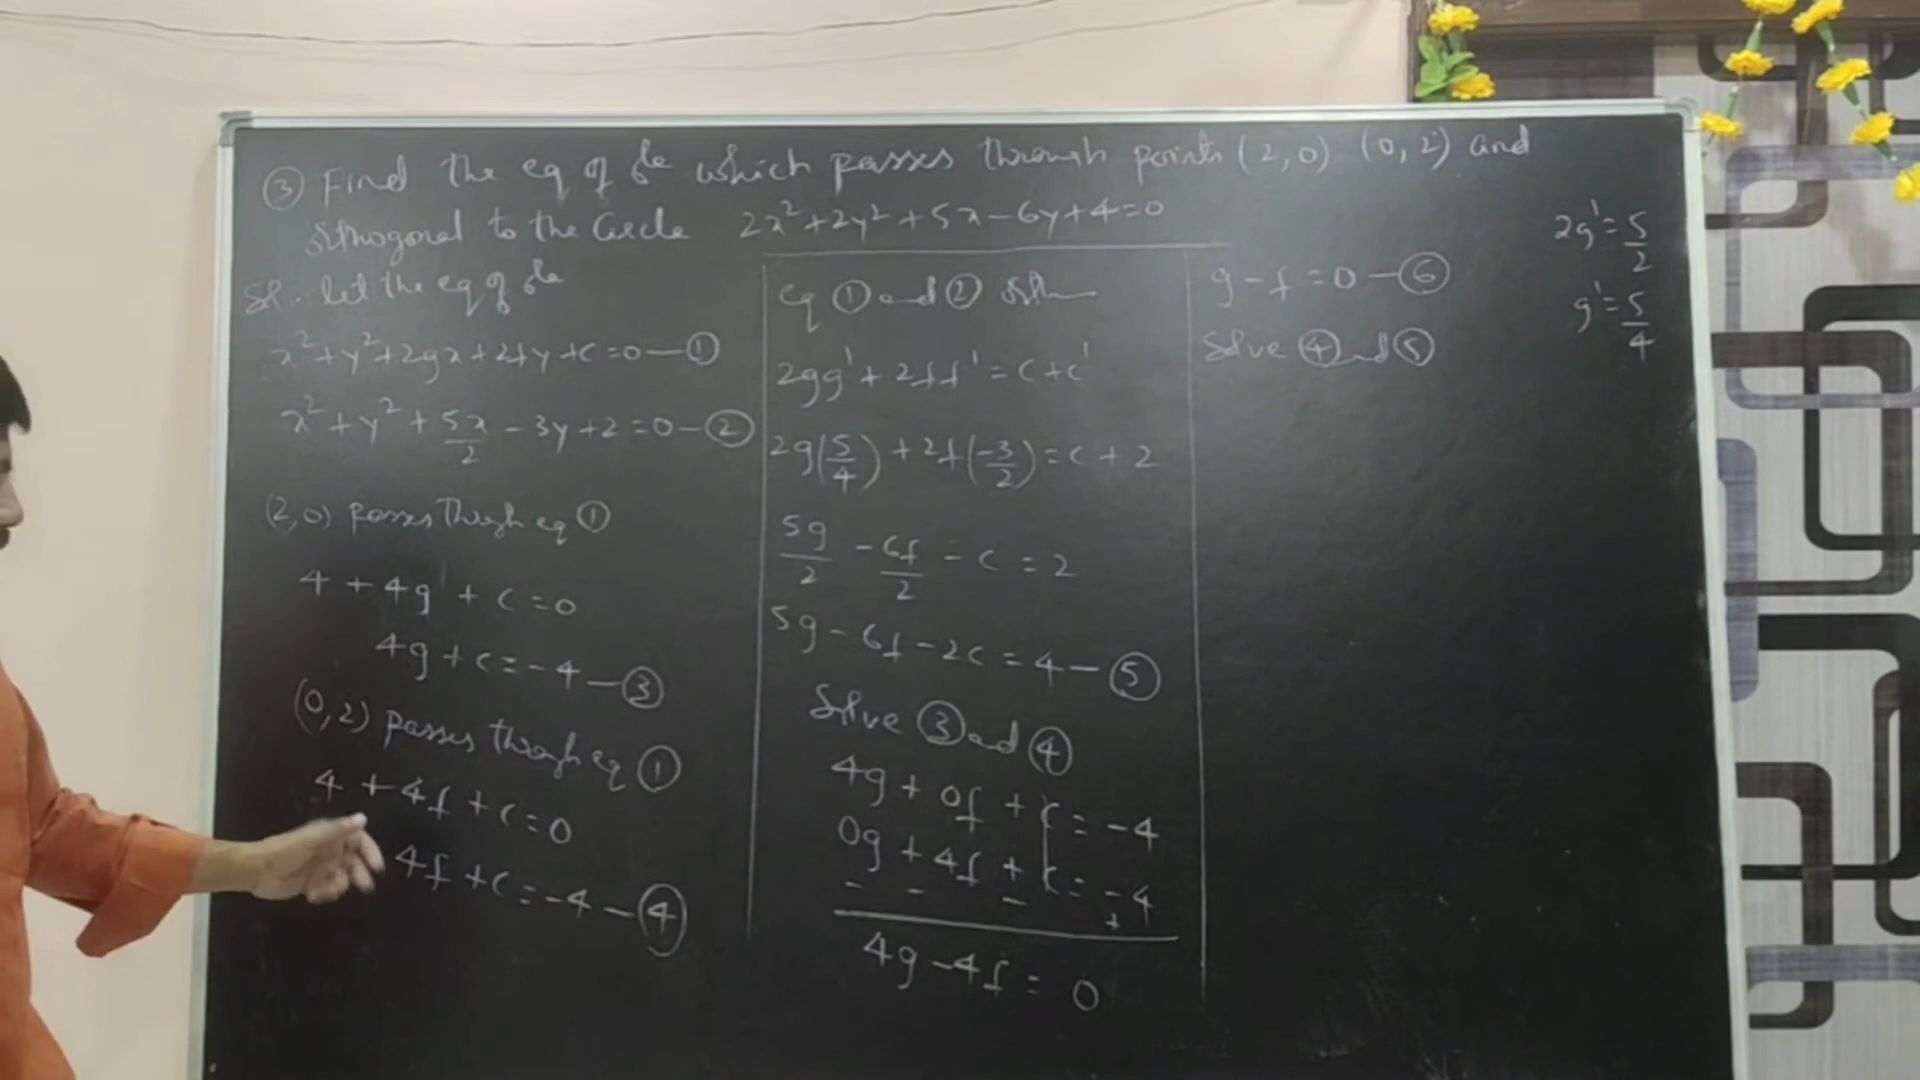 ③ Find the eq of ⊙le which passes through points (2,0) (0,2) and
orthogonal to the Circle 2x²+2y²+5x-6y+4=0
Sol:- let the eq of ⊙le
x²+y²+2gx+2fy+c=0—①
x²+y²+5x/2-3y+2=0—②
(2,0) passes through eq ①
4+4g+c=0
4g+c=-4—③
(0,2) passes through eq ①
4+4f+c=0
4f+c=-4—④
eq ① and ②
2gg'+2ff'=c+c'
2g(5/4)+2f(-3/2)=c+2
5g/2-6f/2-c=2
5g-6f-2c=4—⑤
Solve ③ and ④
4g+0f+c=-4
0g+4f+c=-4
- - - +
4g-4f=0
g-f=0—⑥
Solve ④ and ⑤
2g'=5/2
g'=5/4